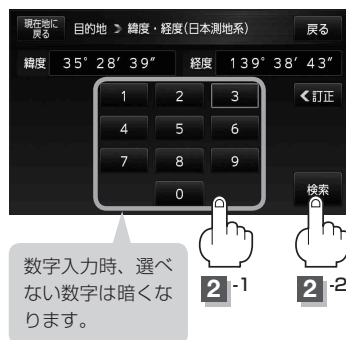 現在地に
戻る
目的地 緯度・経度(日本測地系)
戻る
緯度 35° 28′ 39″ 経度 139° 38′ 43″
1 2 3
訂正
4 5 6
7 8 9
0
検索
2-1
2-2
数字入力時、選べ
ない数字は暗くな
ります。